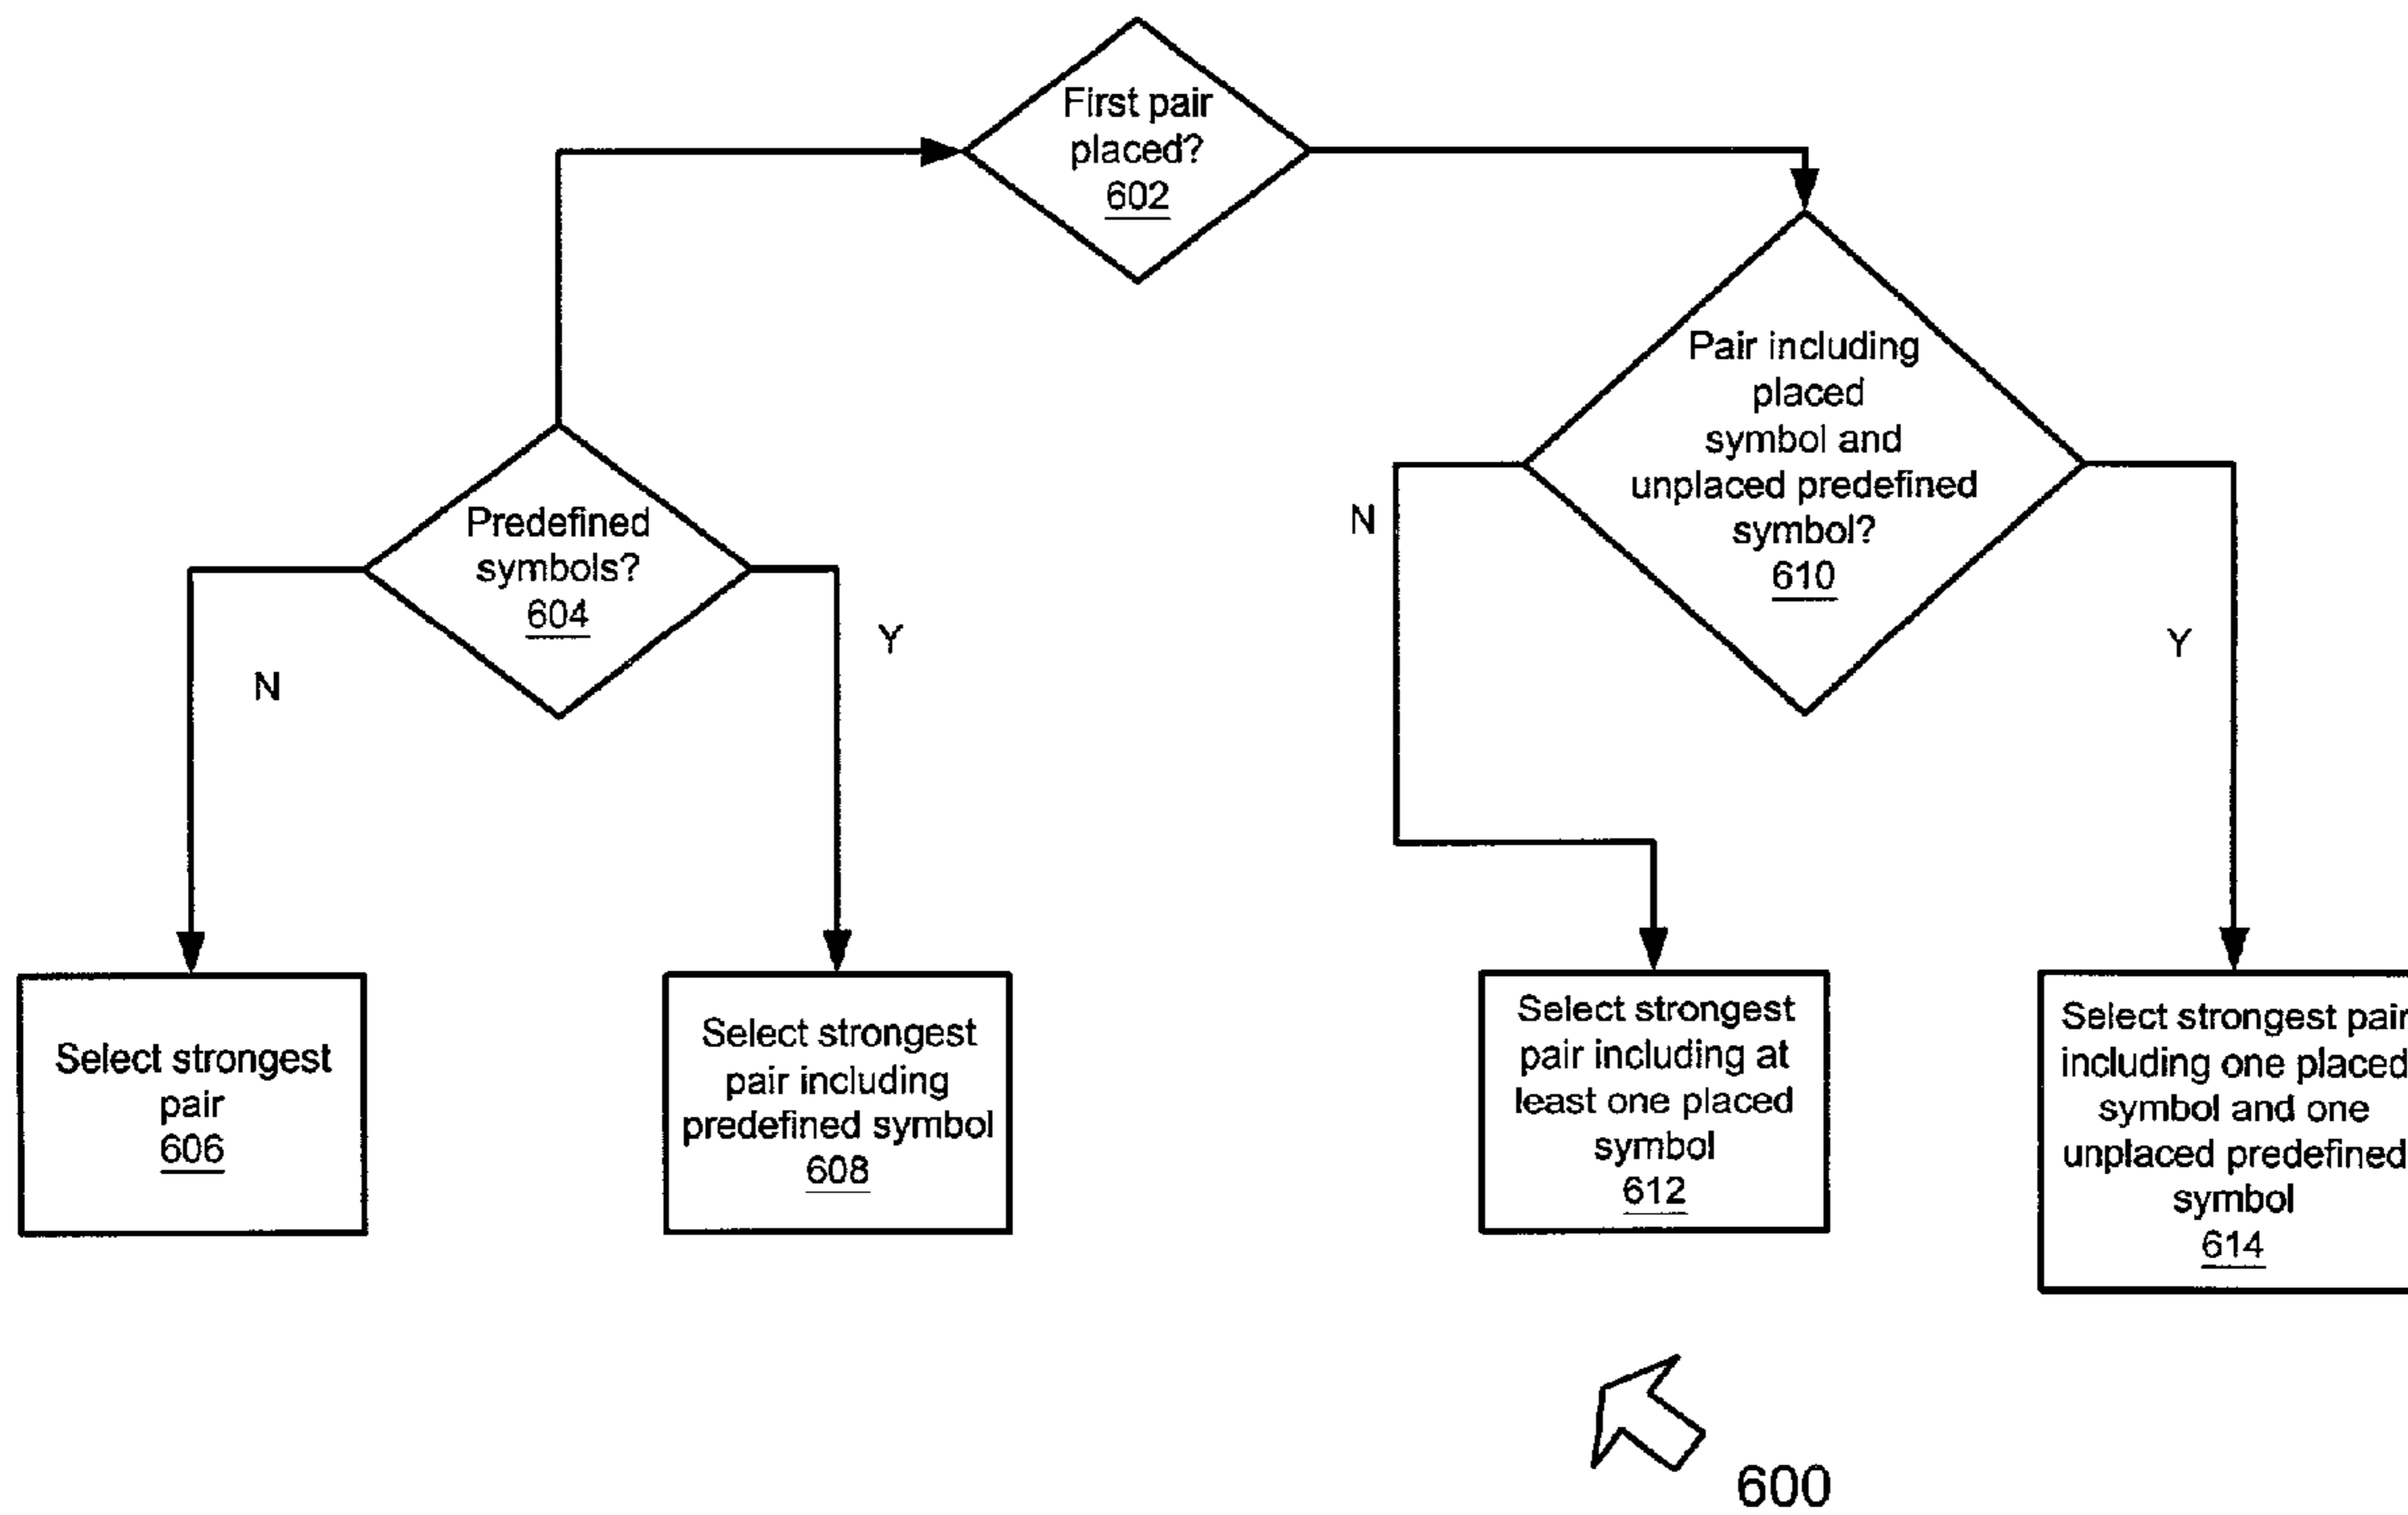 First pair
placed?
602
Predefined
symbols?
604
N
Y
Pair including
placed
symbol and
unplaced predefined
symbol?
610
N
Y
Select strongest
pair
606
Select strongest
pair including
predefined symbol
608
Select strongest
pair including at
least one placed
symbol
612
Select strongest pair
including one placed
symbol and one
unplaced predefined
symbol
614
600